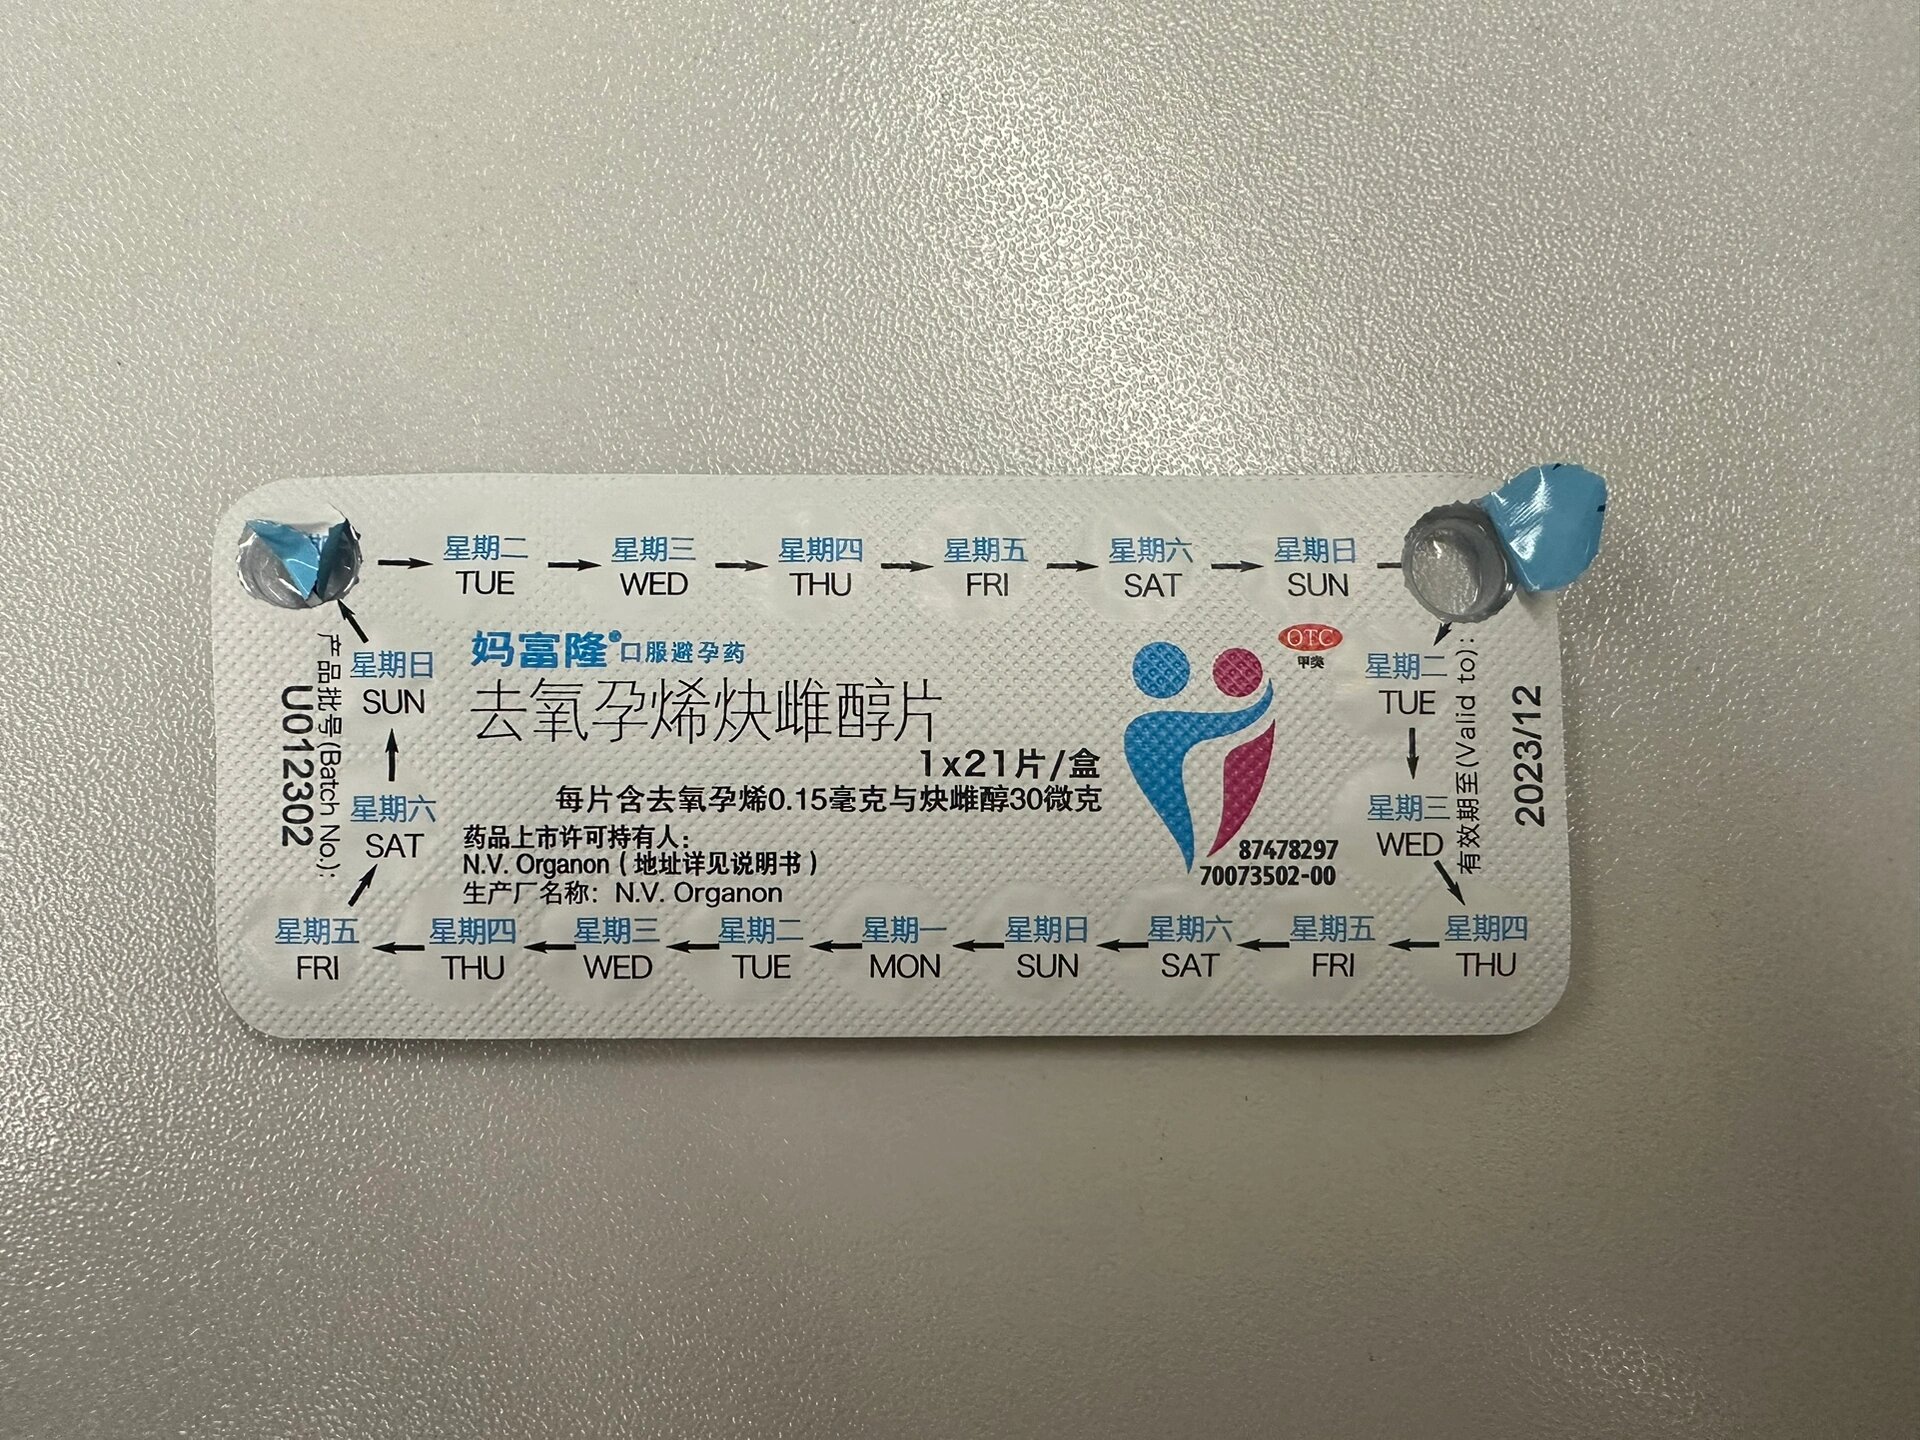 星期二
TUE
星期三
WED
星期四
THU
星期五
FRI
星期六
SAT
星期日
SUN
星期二
TUE
星期三
WED
星期四
THU
星期五
FRI
星期六
SAT
星期日
SUN
星期一
MON
星期二
TUE
星期三
WED
星期四
THU
星期五
FRI
星期六
SAT
星期日
SUN
妈富隆®口服避孕药
去氧孕烯炔雌醇片
1x21片/盒
每片含去氧孕烯0.15毫克与炔雌醇30微克
药品上市许可持有人:
N.V. Organon(地址详见说明书)
生产厂名称: N.V. Organon
OTC
甲类
87478297
70073502-00
产品批号(Batch No.):
U012302
有效期至(Valid to):
2023/12